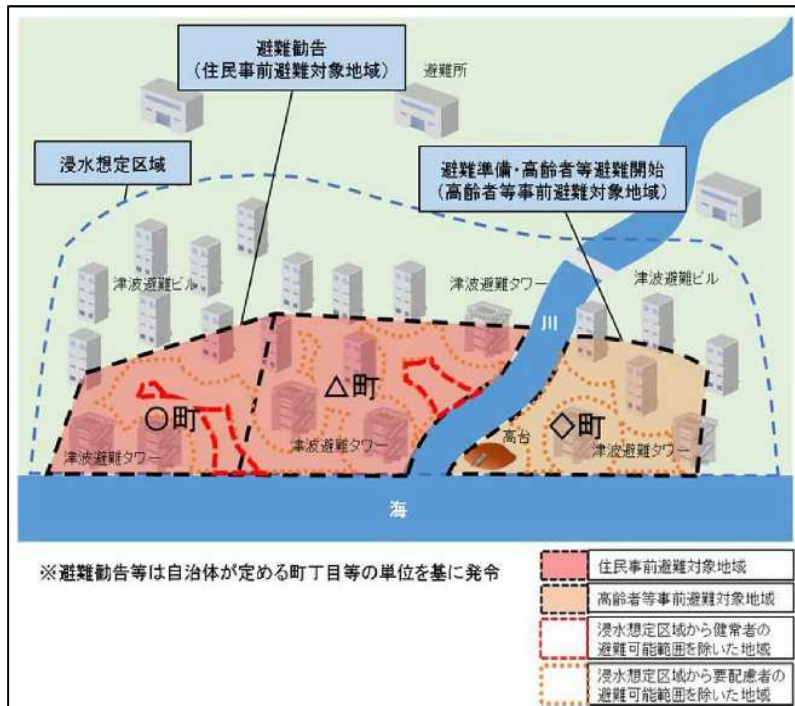 避難勧告
(住民事前避難対象地域)
避難所
浸水想定区域
避難準備・高齢者等避難開始
(高齢者等事前避難対象地域)
津波避難ビル
津波避難タワー
津波避難ビル
川
△町
○町
◇町
高台
津波避難タワー
津波避難タワー
津波避難タワー
海
※避難勧告等は自治体が定める町丁目等の単位を基に発令
住民事前避難対象地域
高齢者等事前避難対象地域
浸水想定区域から健常者の
避難可能範囲を除いた地域
浸水想定区域から要配慮者の
避難可能範囲を除いた地域